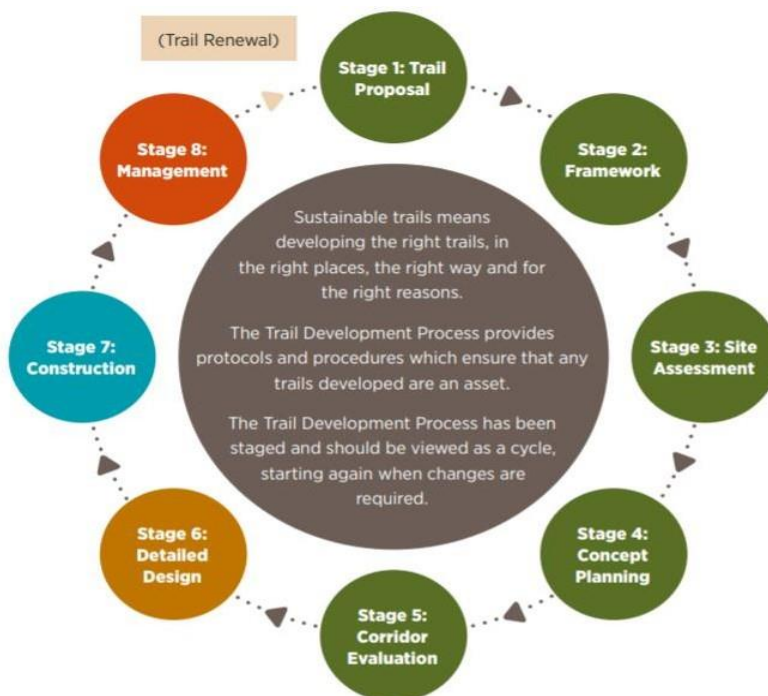 (Trail Renewal)
Stage 1: Trail
Proposal
Stage 2:
Framework
Stage 3: Site
Assessment
Stage 4:
Concept
Planning
Stage 5:
Corridor
Evaluation
Stage 6:
Detailed
Design
Stage 7:
Construction
Stage 8:
Management
Sustainable trails means
developing the right trails, in
the right places, the right way and for
the right reasons.
The Trail Development Process provides
protocols and procedures which ensure that any
trails developed are an asset.
The Trail Development Process has been
staged and should be viewed as a cycle,
starting again when changes are
required.